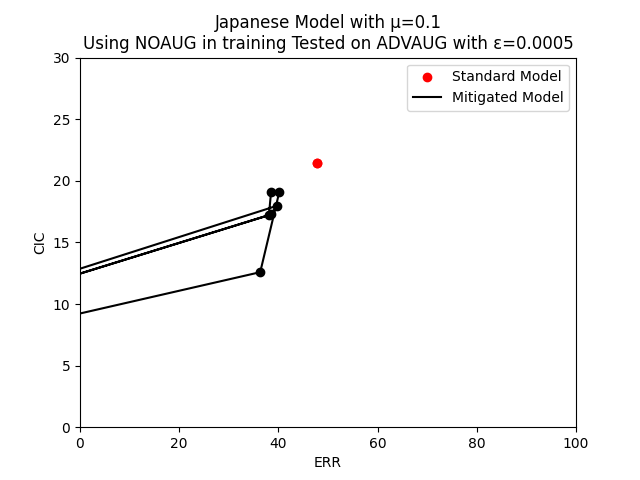 Japanese Model with μ=0.1
Using NOAUG in training Tested on ADVAUG with ε=0.0005
Standard Model
Mitigated Model
30
25
20
15
10
5
0
CIC
0 20 40 60 80 100
ERR